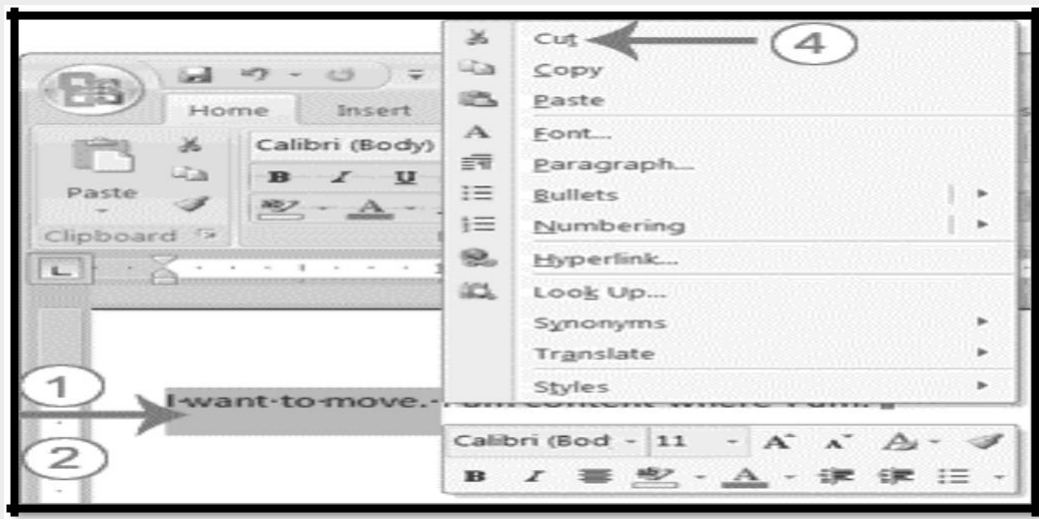 Cut
4
Copy
Paste
Home
Insert
Font...
Calibri (Body)
Paragraph...
B I U
Paste
Bullets
A
Numbering
Clipboard
Hyperlink...
Look Up...
Synonyms
Translate
1
Styles
I want to move.
2
Calibri (Bod
11
A A A
B I A